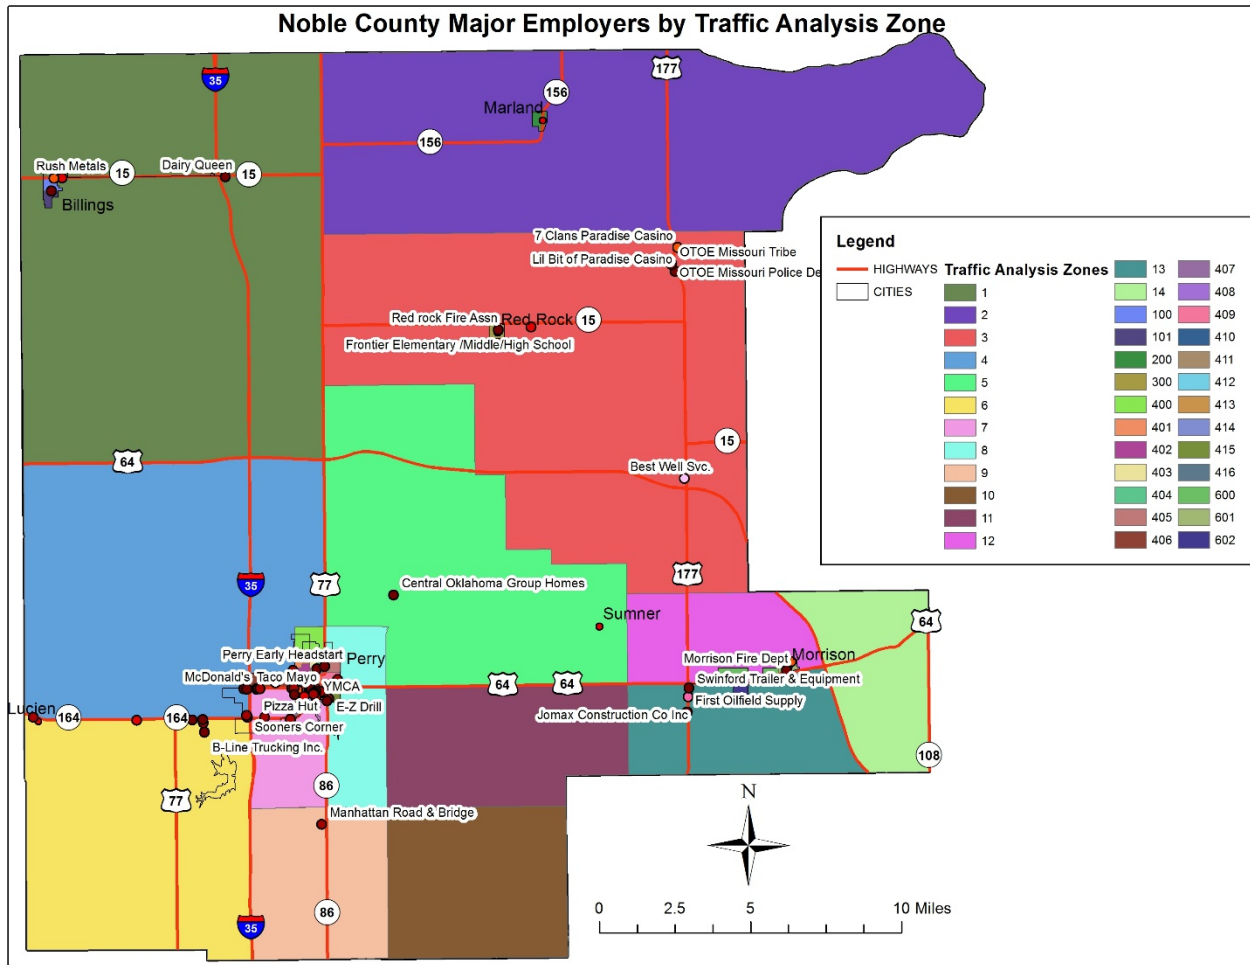 Noble County Major Employers by Traffic Analysis Zone
35
177
156
Marland
156
Rush Metals
15
Dairy Queen
15
Billings
7 Clans Paradise Casino
OTOE Missouri Tribe
Lil Bit of Paradise Casino
OTOE Missouri Police De
Red rock Fire Assn
Red Rock
15
Frontier Elementary /Middle/High School
15
64
Best Well Svc.
35
77
177
Central Oklahoma Group Homes
Sumner
64
Perry Early Headstart
Perry
Morrison Fire Dept
Morrison
McDonald's
Taco Mayo
YMCA
64
64
Swinford Trailer & Equipment
Pizza Hut
E-Z Drill
First Oilfield Supply
Lucien
164
164
Sooners Corner
Jomax Construction Co Inc
B-Line Trucking Inc.
108
77
86
Manhattan Road & Bridge
35
86
N
0
2.5
5
10 Miles
Legend
HIGHWAYS
CITIES
Traffic Analysis Zones
1
2
3
4
5
6
7
8
9
10
11
12
13
14
100
101
200
300
400
401
402
403
404
405
406
407
408
409
410
411
412
413
414
415
416
600
601
602